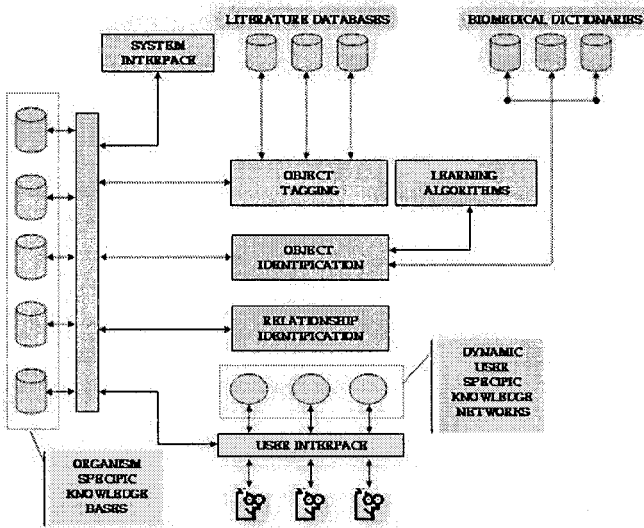 LITERATURE DATABASES
BIOMEDICAL DICTIONARIES
SYSTEM
INTERFACE
OBJECT
TAGGING
LEARNING
ALGORITHMS
OBJECT
IDENTIFICATION
RELATIONSHIP
IDENTIFICATION
DYNAMIC
USER
SPECIFIC
KNOWLEDGE
NETWORKS
USER INTERFACE
ORGANISM
SPECIFIC
KNOWLEDGE
BASES